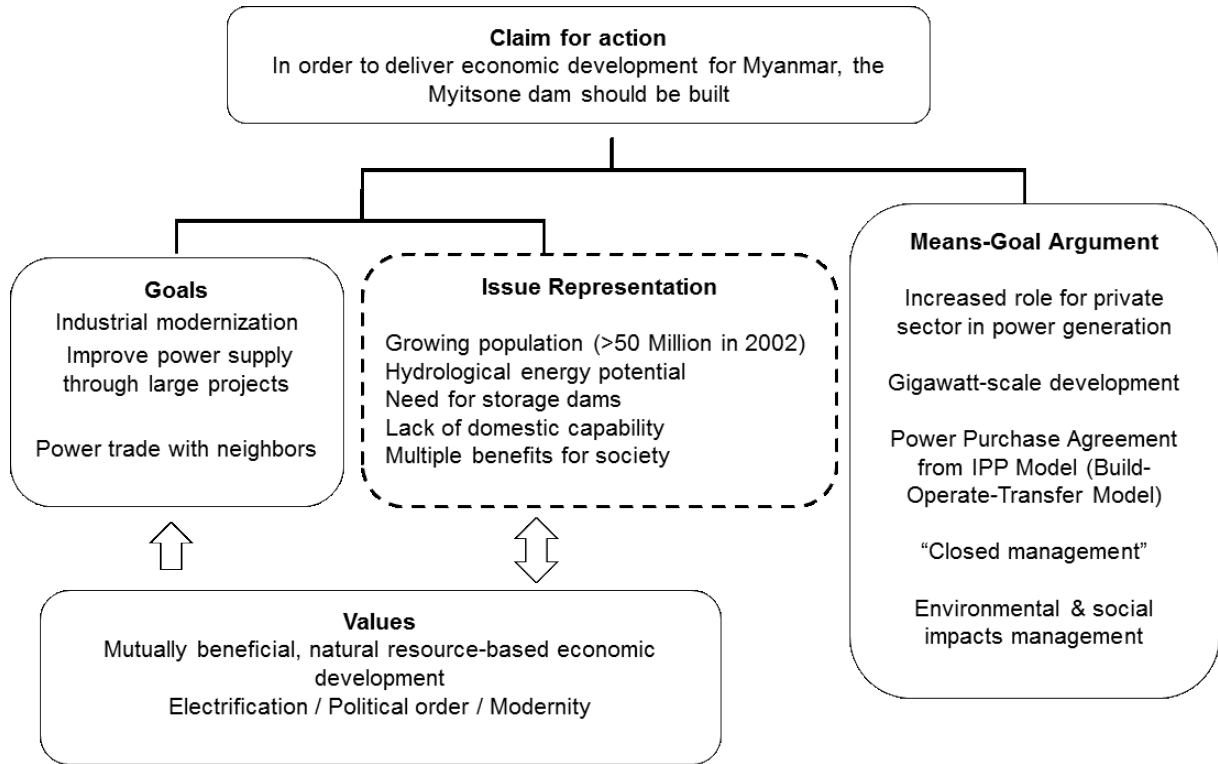 Claim for action
In order to deliver economic development for Myanmar, the
Myitsone dam should be built
Goals
Industrial modernization
Improve power supply
through large projects
Power trade with neighbors
Issue Representation
Growing population (>50 Million in 2002)
Hydrological energy potential
Need for storage dams
Lack of domestic capability
Multiple benefits for society
Means-Goal Argument
Increased role for private
sector in power generation
Gigawatt-scale development
Power Purchase Agreement
from IPP Model (Build-
Operate-Transfer Model)
“Closed management”
Environmental & social
impacts management
Values
Mutually beneficial, natural resource-based economic
development
Electrification / Political order / Modernity